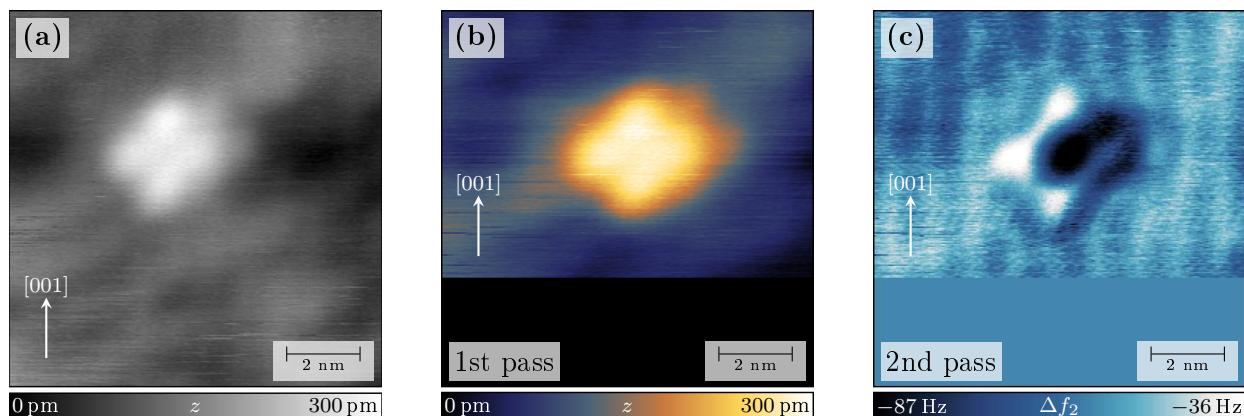 (a)
[001]
2 nm
0 pm z 300 pm
(b)
[001]
1st pass
2 nm
0 pm z 300 pm
(c)
[001]
2nd pass
2 nm
−87 Hz Δf₂ −36 Hz